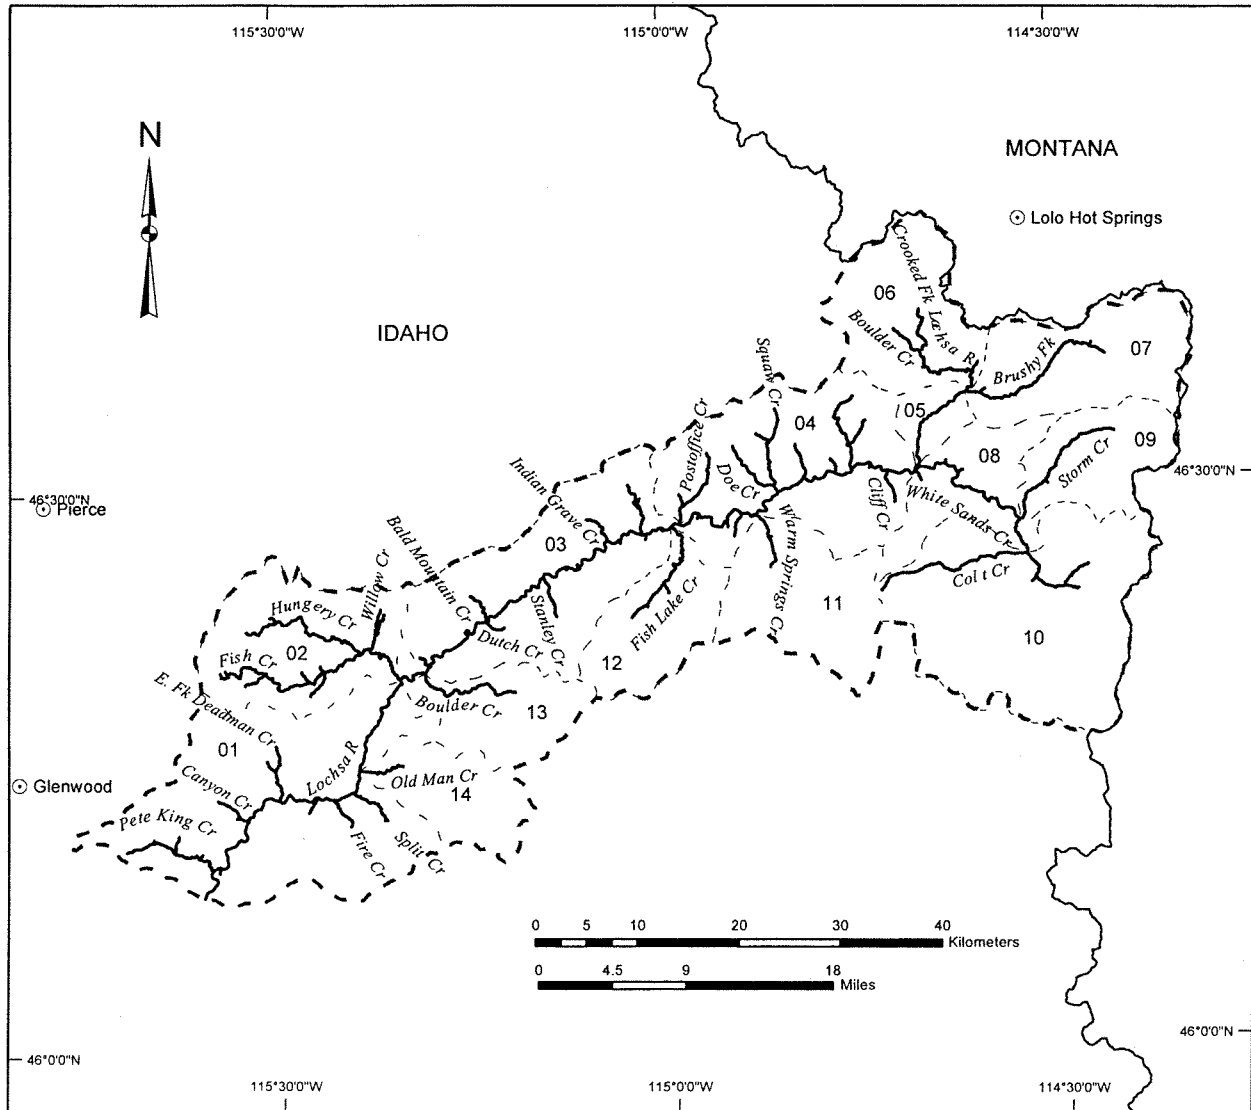 115°30'0"W
115°0'0"W
114°30'0"W
N
MONTANA
Lolo Hot Springs
Crooked Fk Lochsa R
06
IDAHO
Boulder Cr
Brushy Fk
07
Squaw Cr
04
05
Postoffice Cr
08
09
Storm Cr
46°30'0"N
Indian Grave Cr
Doe Cr
Cliff Cr
White Sands Cr
46°30'0"N
Pierce
Bald Mountain Cr
03
Warm Springs Cr
Willow Cr
Colt Cr
Hungery Cr
Stanley Cr
Fish Lake Cr
11
Dutch Cr
10
Fish Cr
02
12
E. Fk Deadman Cr
Boulder Cr
13
01
Lochsa R
Old Man Cr
14
Glenwood
Canyon Cr
Pete King Cr
Fire Cr
Split Cr
0 5 10 20 30 40
Kilometers
0 4.5 9 18
Miles
46°0'0"N
46°0'0"N
115°30'0"W
115°0'0"W
114°30'0"W